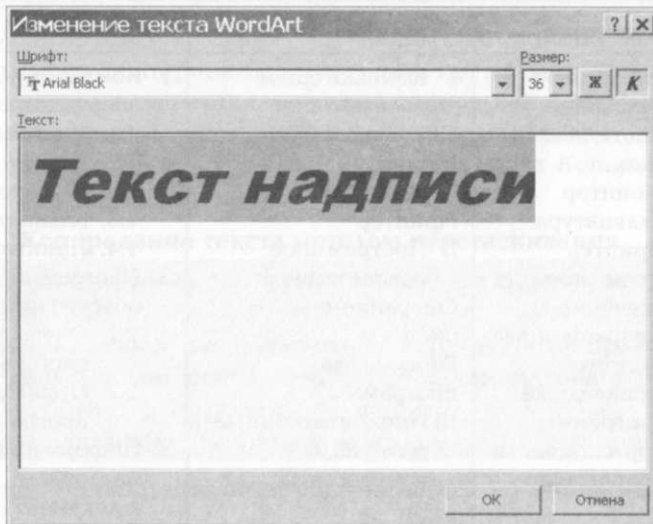 Изменение текста WordArt
Шрифт: Размер:
Arial Black 36 Ж К
Текст:
Текст надписи
ОК Отмена